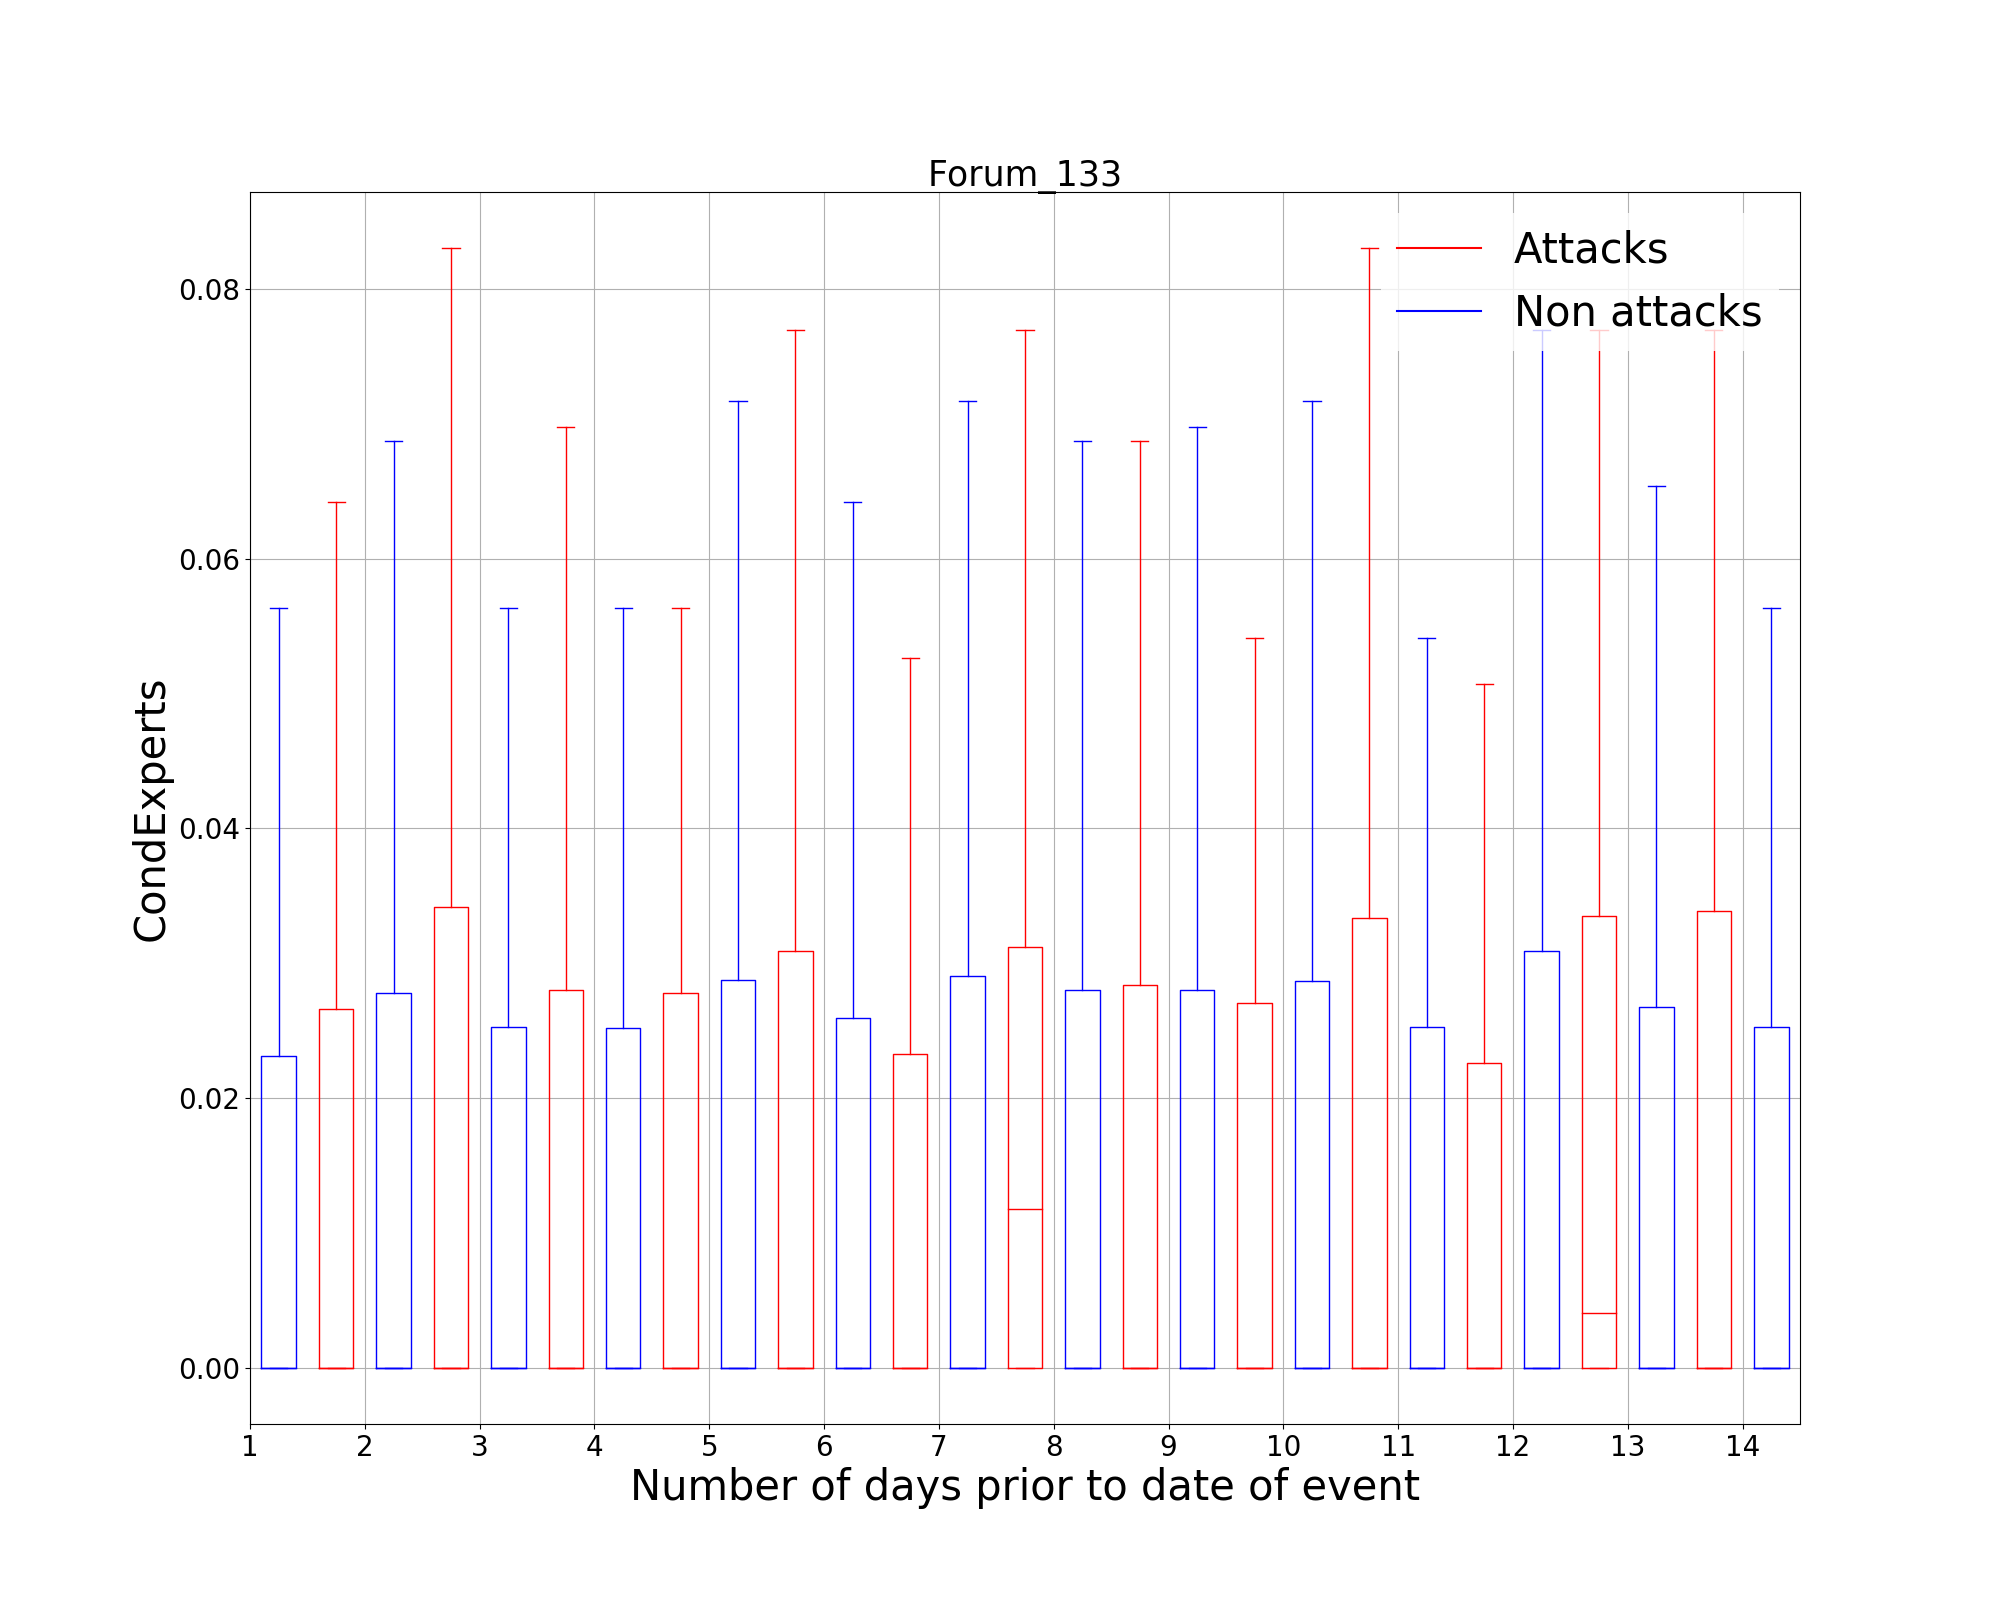 Forum_133
Attacks
Non attacks
0.08
0.06
0.04
0.02
0.00
CondExperts
1 2 3 4 5 6 7 8 9 10 11 12 13 14
Number of days prior to date of event